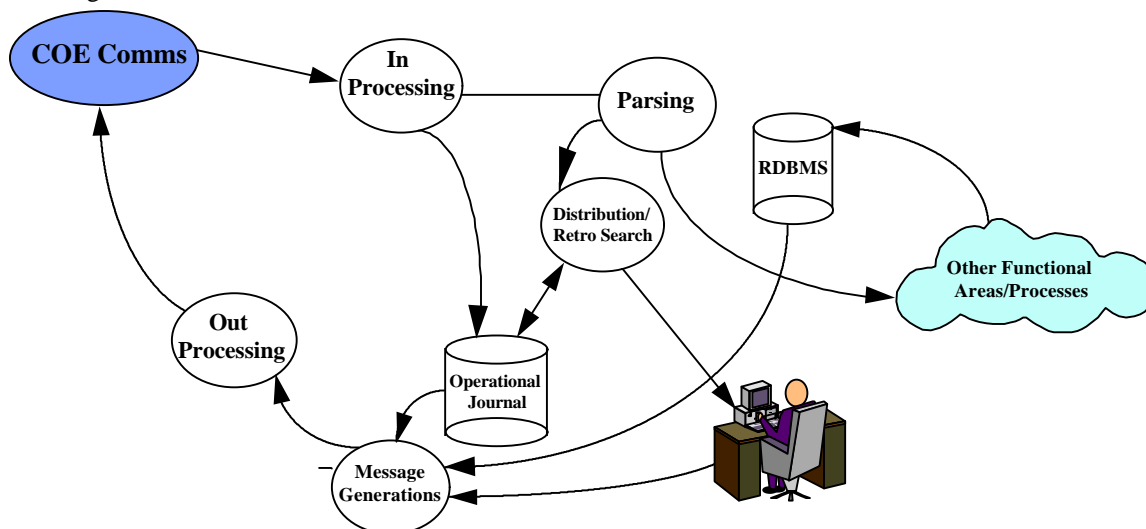 COE Comms
In
Processing
Parsing
RDBMS
Distribution/
Retro Search
Other Functional
Areas/Processes
Out
Processing
Operational
Journal
Message
Generations